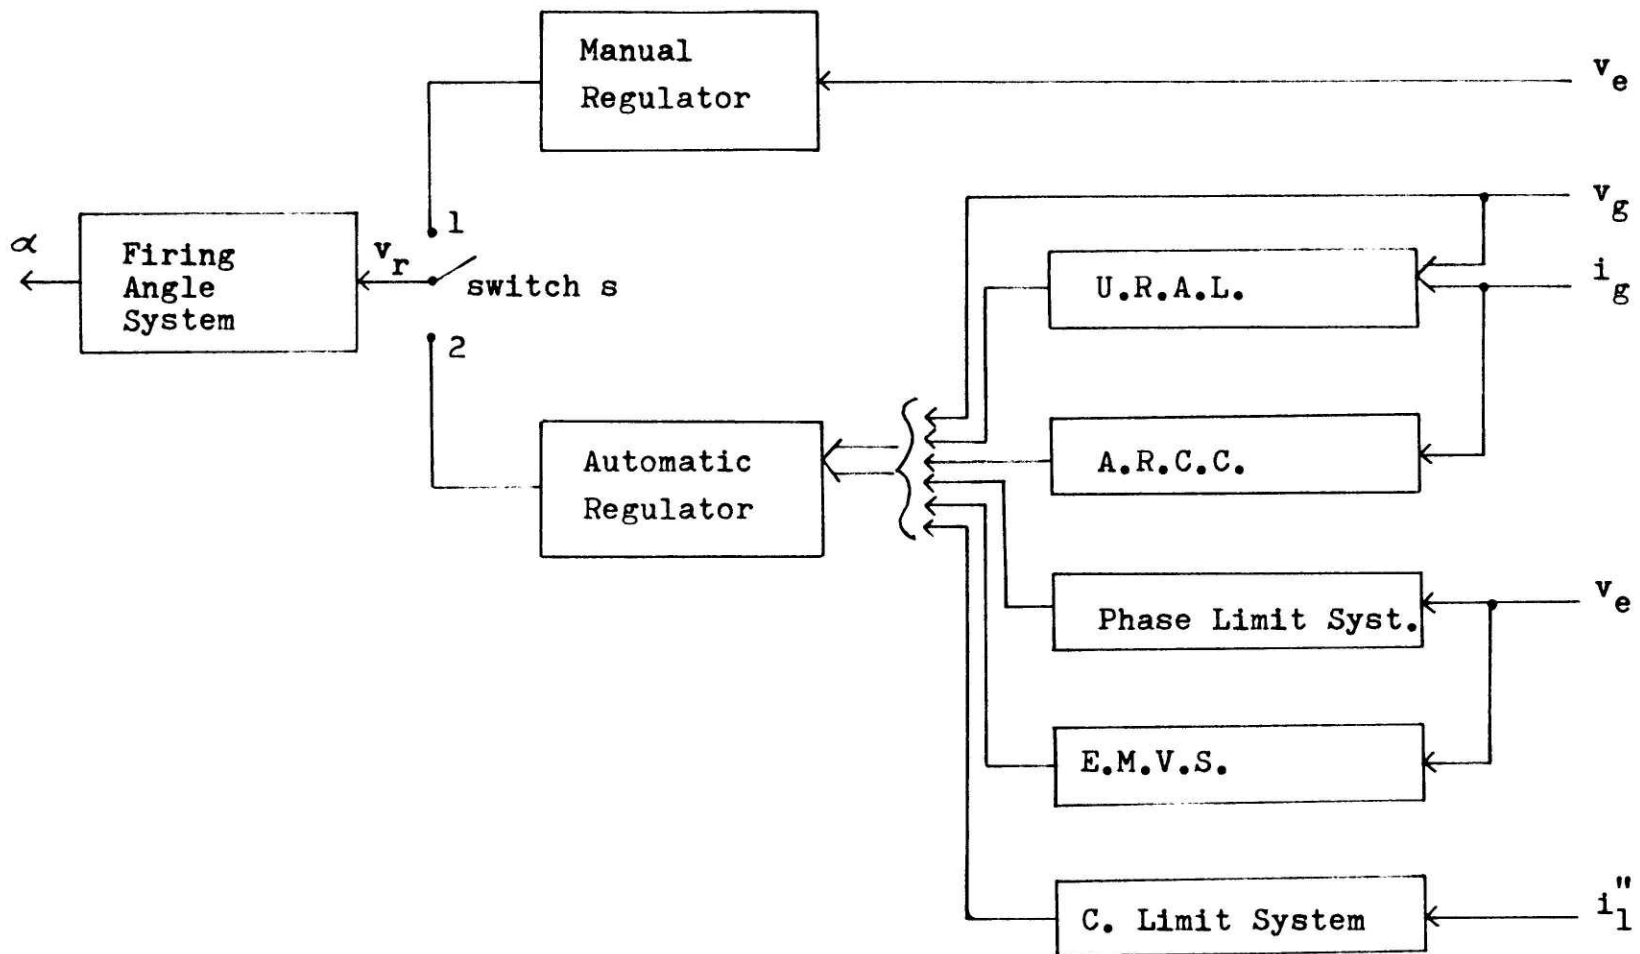 Manual
Regulator
v_e
v_g
1
α
Firing
Angle
System
v_r
switch s
U.R.A.L.
i_g
2
Automatic
Regulator
A.R.C.C.
Phase Limit Syst.
v_e
E.M.V.S.
C. Limit System
i_l"